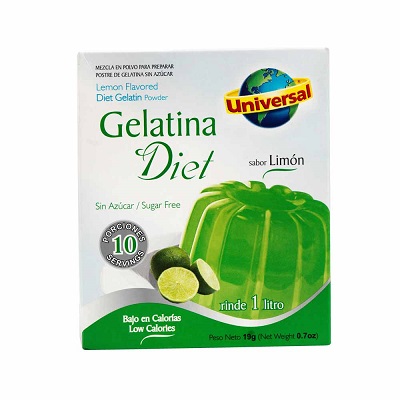 MEZCLA EN POLVO PARA PREPARAR
POSTRE DE GELATINA SIN AZÚCAR
Lemon Flavored
Diet Gelatin Powder
Universal
Gelatina
Diet
sabor Limón
Sin Azúcar / Sugar Free
PORCIONES
10
SERVINGS
rinde 1 litro
Bajo en Calorías
Low Calories
Peso Neto 19g (Net Weight 0.7oz)